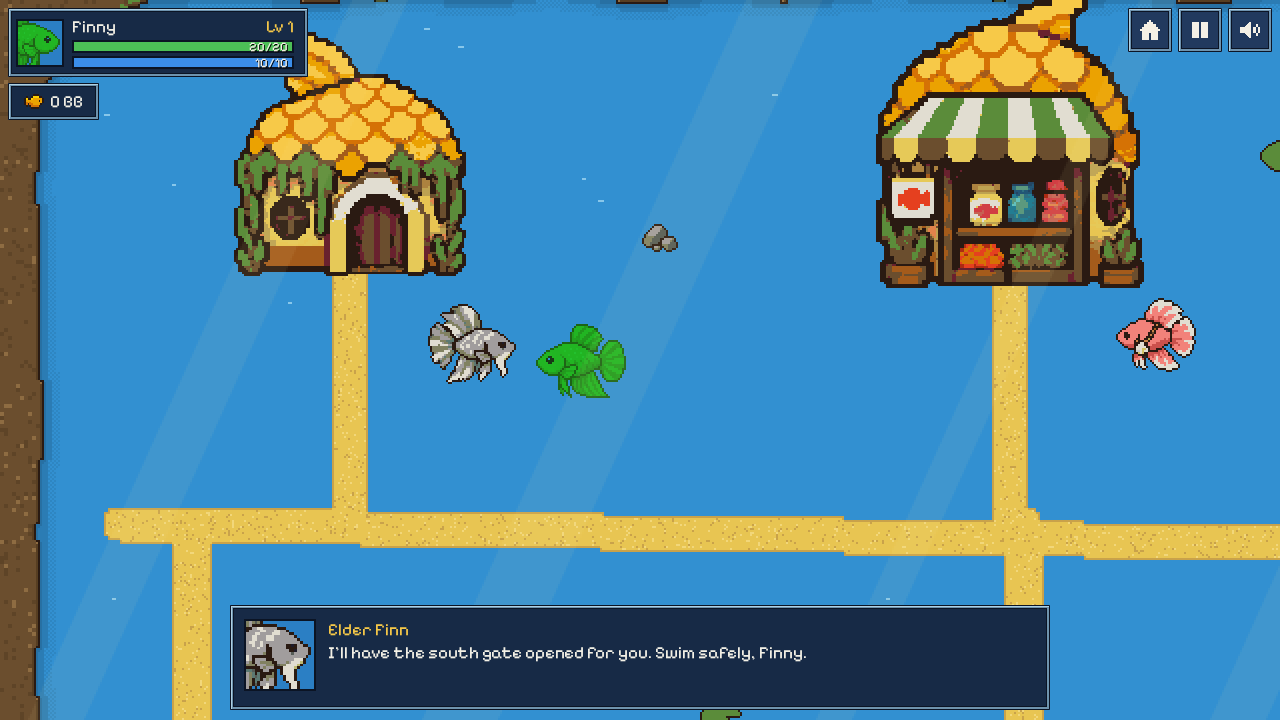 Finny Lv 1
20/20
10/10
0 GG
Elder Finn
I'll have the south gate opened for you. Swim safely, Finny.